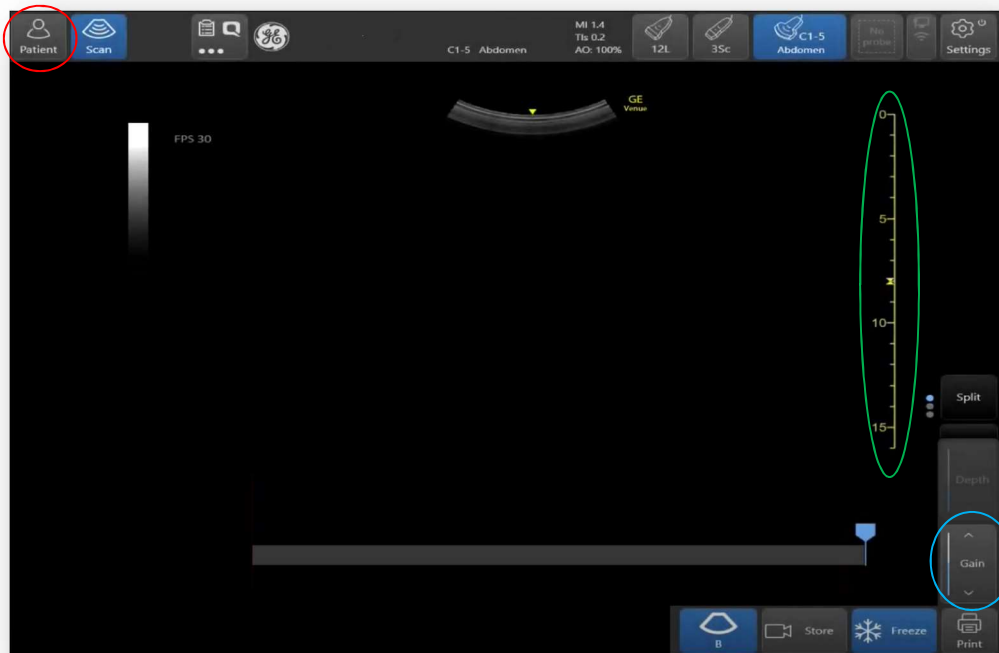 Patient
Scan
C1-5 Abdomen
MI 1.4
TIs 0.2
AO: 100%
12L
3Sc
C1-5
Abdomen
No
probe
Settings
FPS 30
GE
Venue
0
5
10
15
Split
Depth
Gain
B
Store
Freeze
Print